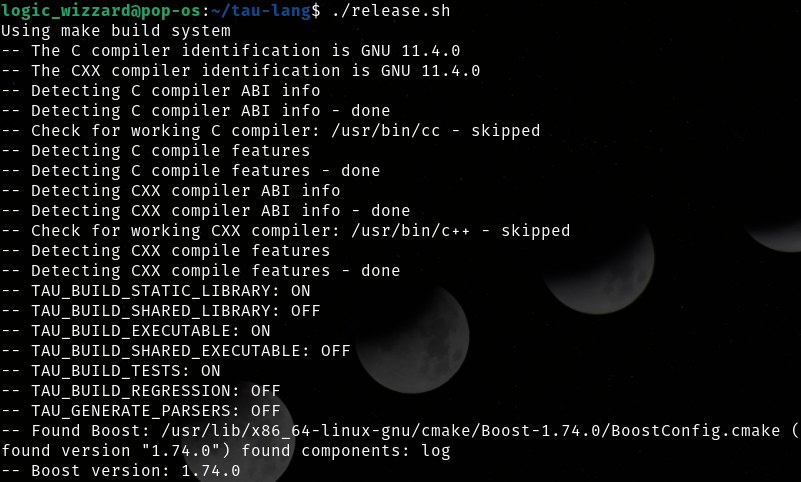 logic_wizzard@pop-os:~/tau-lang$ ./release.sh
Using make build system
-- The C compiler identification is GNU 11.4.0
-- The CXX compiler identification is GNU 11.4.0
-- Detecting C compiler ABI info
-- Detecting C compiler ABI info - done
-- Check for working C compiler: /usr/bin/cc - skipped
-- Detecting C compile features
-- Detecting C compile features - done
-- Detecting CXX compiler ABI info
-- Detecting CXX compiler ABI info - done
-- Check for working CXX compiler: /usr/bin/c++ - skipped
-- Detecting CXX compile features
-- Detecting CXX compile features - done
-- TAU_BUILD_STATIC_LIBRARY: ON
-- TAU_BUILD_SHARED_LIBRARY: OFF
-- TAU_BUILD_EXECUTABLE: ON
-- TAU_BUILD_SHARED_EXECUTABLE: OFF
-- TAU_BUILD_TESTS: ON
-- TAU_BUILD_REGRESSION: OFF
-- TAU_GENERATE_PARSERS: OFF
-- Found Boost: /usr/lib/x86_64-linux-gnu/cmake/Boost-1.74.0/BoostConfig.cmake (
found version "1.74.0") found components: log
-- Boost version: 1.74.0